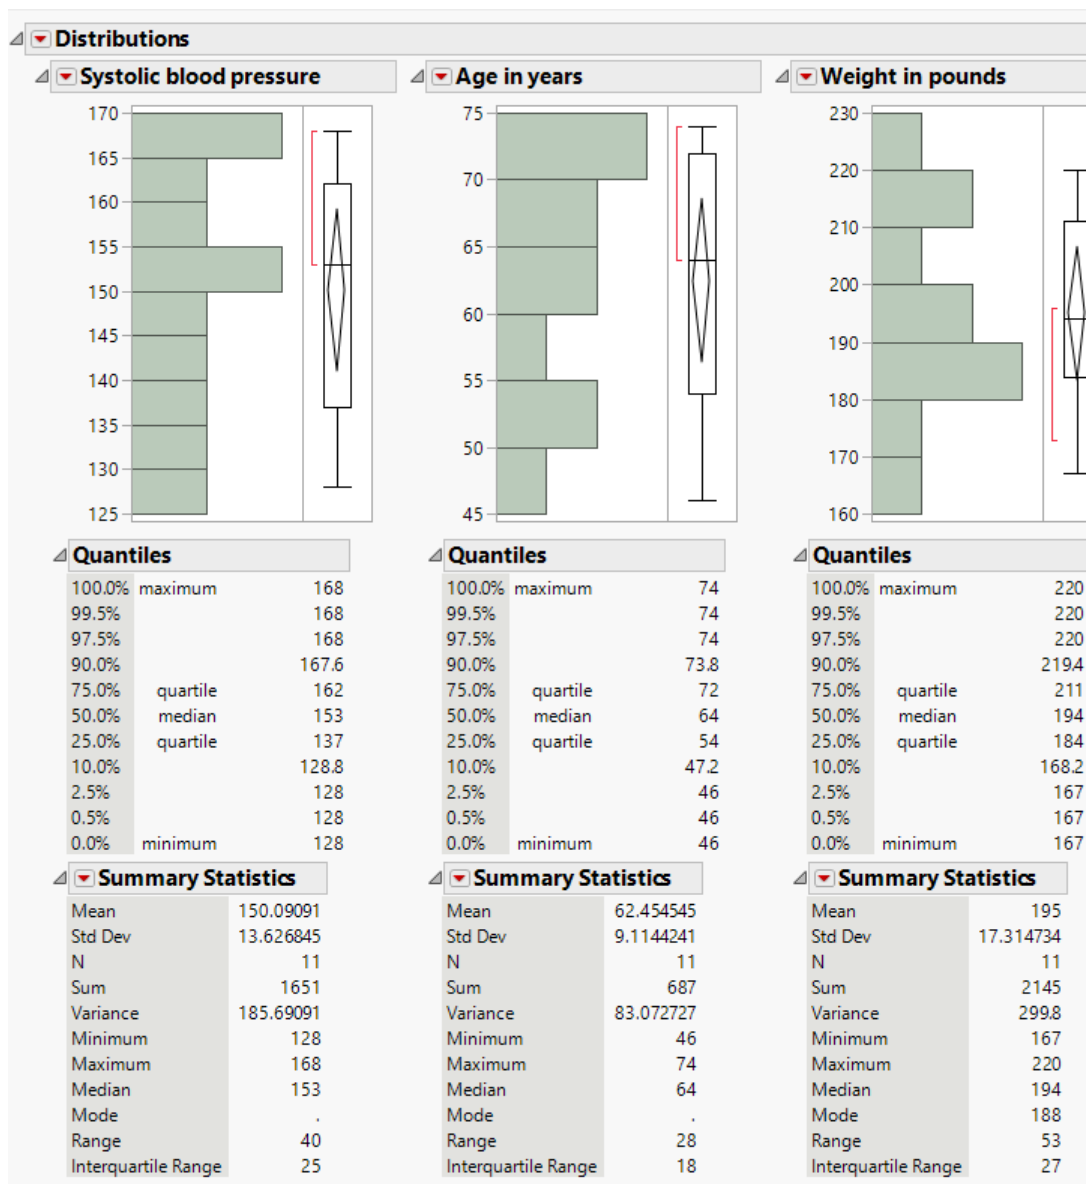 Distributions
Systolic blood pressure
170
165
160
155
150
145
140
135
130
125
Quantiles
100.0% maximum 168
99.5% 168
97.5% 168
90.0% 167.6
75.0% quartile 162
50.0% median 153
25.0% quartile 137
10.0% 128.8
2.5% 128
0.5% 128
0.0% minimum 128
Summary Statistics
Mean 150.09091
Std Dev 13.626845
N 11
Sum 1651
Variance 185.69091
Minimum 128
Maximum 168
Median 153
Mode .
Range 40
Interquartile Range 25
Age in years
75
70
65
60
55
50
45
Quantiles
100.0% maximum 74
99.5% 74
97.5% 74
90.0% 73.8
75.0% quartile 72
50.0% median 64
25.0% quartile 54
10.0% 47.2
2.5% 46
0.5% 46
0.0% minimum 46
Summary Statistics
Mean 62.454545
Std Dev 9.1144241
N 11
Sum 687
Variance 83.072727
Minimum 46
Maximum 74
Median 64
Mode .
Range 28
Interquartile Range 18
Weight in pounds
230
220
210
200
190
180
170
160
Quantiles
100.0% maximum 220
99.5% 220
97.5% 220
90.0% 219.4
75.0% quartile 211
50.0% median 194
25.0% quartile 184
10.0% 168.2
2.5% 167
0.5% 167
0.0% minimum 167
Summary Statistics
Mean 195
Std Dev 17.314734
N 11
Sum 2145
Variance 299.8
Minimum 167
Maximum 220
Median 194
Mode 188
Range 53
Interquartile Range 27